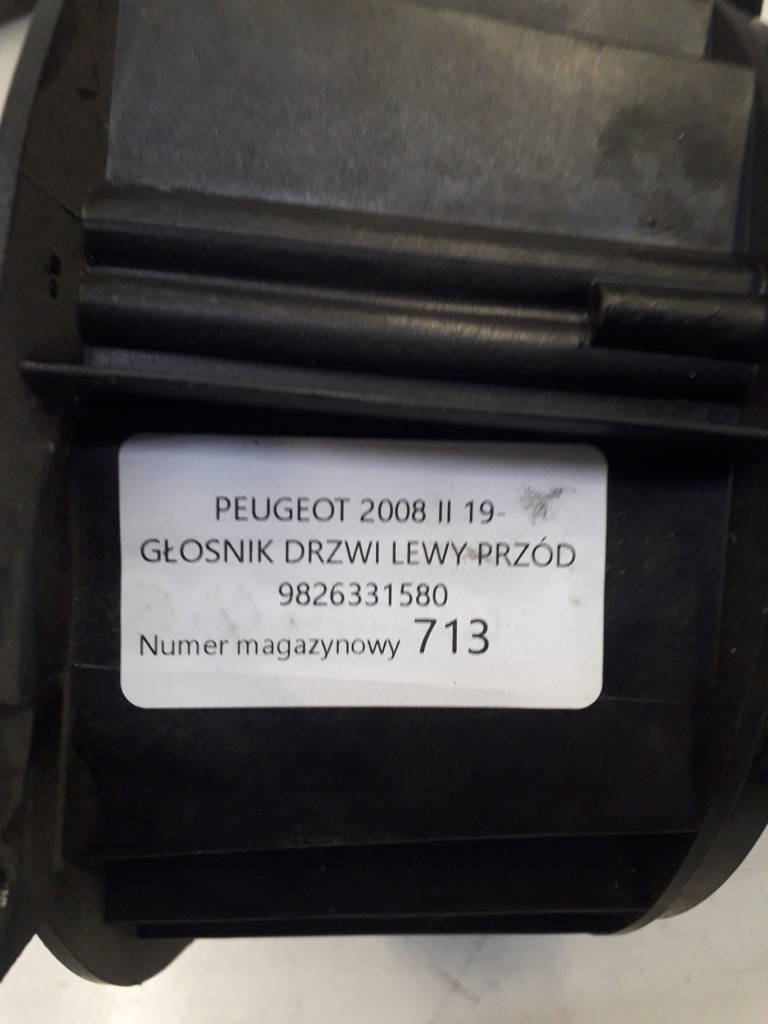 PEUGEOT 2008 II 19-
GŁOSNIK DRZWI LEWY PRZÓD
9826331580
Numer magazynowy 713